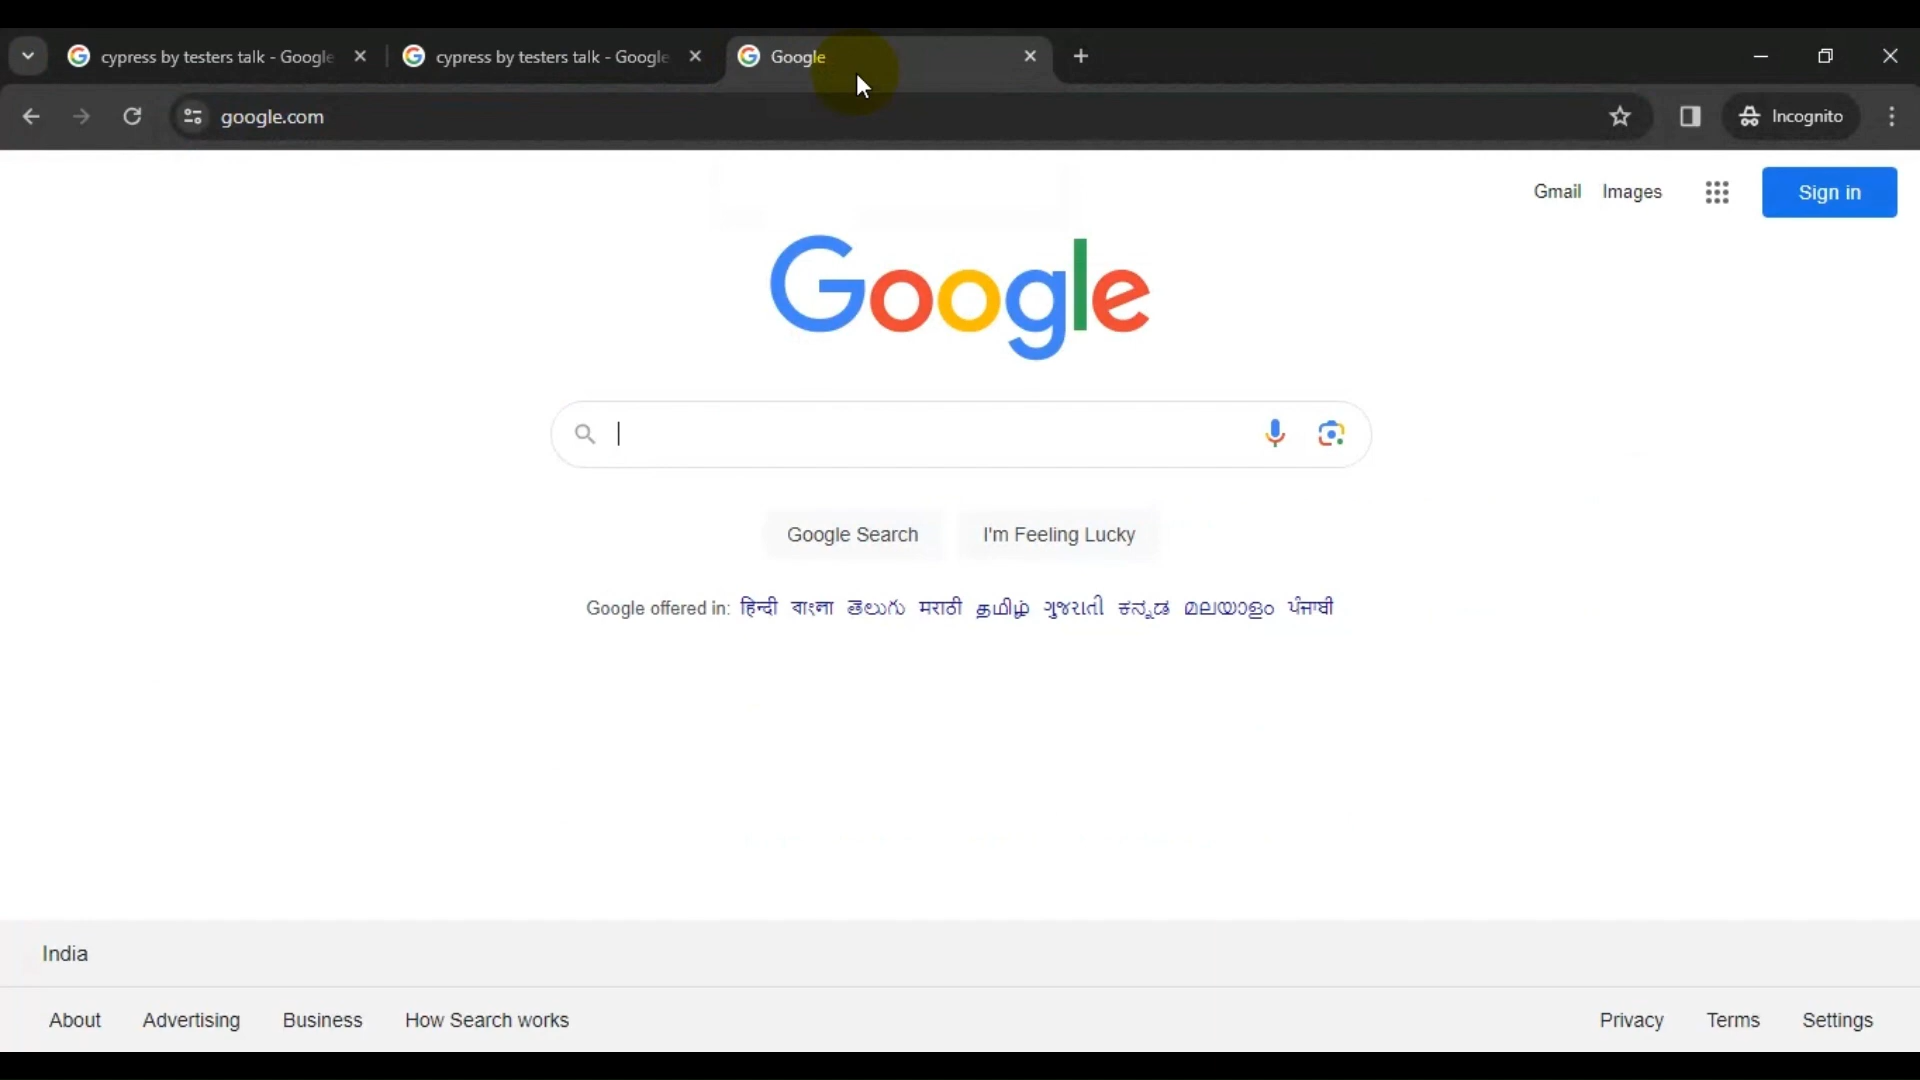 cypress by testers talk - Google
cypress by testers talk - Google
Google
google.com
Incognito
Gmail
Images
Sign in
Google
Google Search
I'm Feeling Lucky
Google offered in: हिन्दी বাংলা తెలుగు मराठी தமிழ் ગુજરાતી ಕನ್ನಡ മലയാളം ਪੰਜਾਬੀ
India
About
Advertising
Business
How Search works
Privacy
Terms
Settings